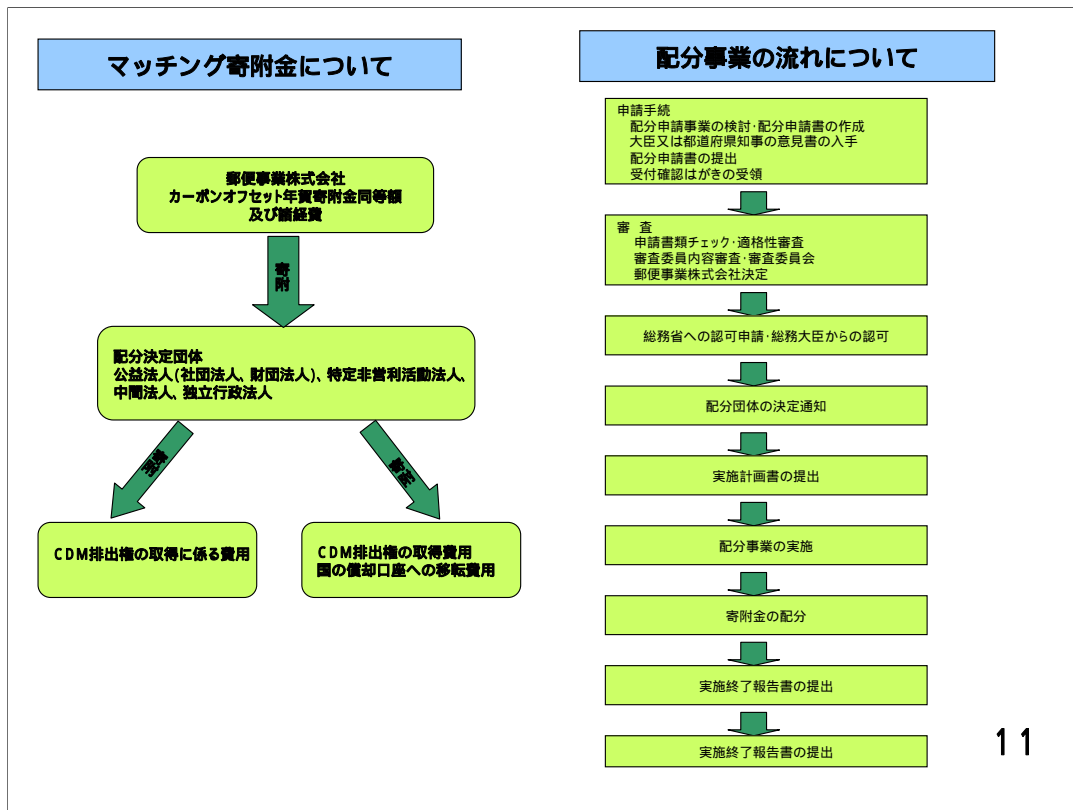 マッチング寄附金について
郵便事業株式会社
カーボンオフセット年賀寄附金同等額
及び諸経費
寄附
配分決定団体
公益法人(社団法人、財団法人)、特定非営利活動法人、
中間法人、独立行政法人
寄附
寄附
CDM排出権の取得に係る費用
CDM排出権の取得費用
国の償却口座への移転費用
配分事業の流れについて
申請手続
配分申請事業の検討・配分申請書の作成
大臣又は都道府県知事の意見書の入手
配分申請書の提出
受付確認はがきの受領
審 査
申請書類チェック・適格性審査
審査委員内容審査・審査委員会
郵便事業株式会社決定
総務省への認可申請・総務大臣からの認可
配分団体の決定通知
実施計画書の提出
配分事業の実施
寄附金の配分
実施終了報告書の提出
実施終了報告書の提出
11